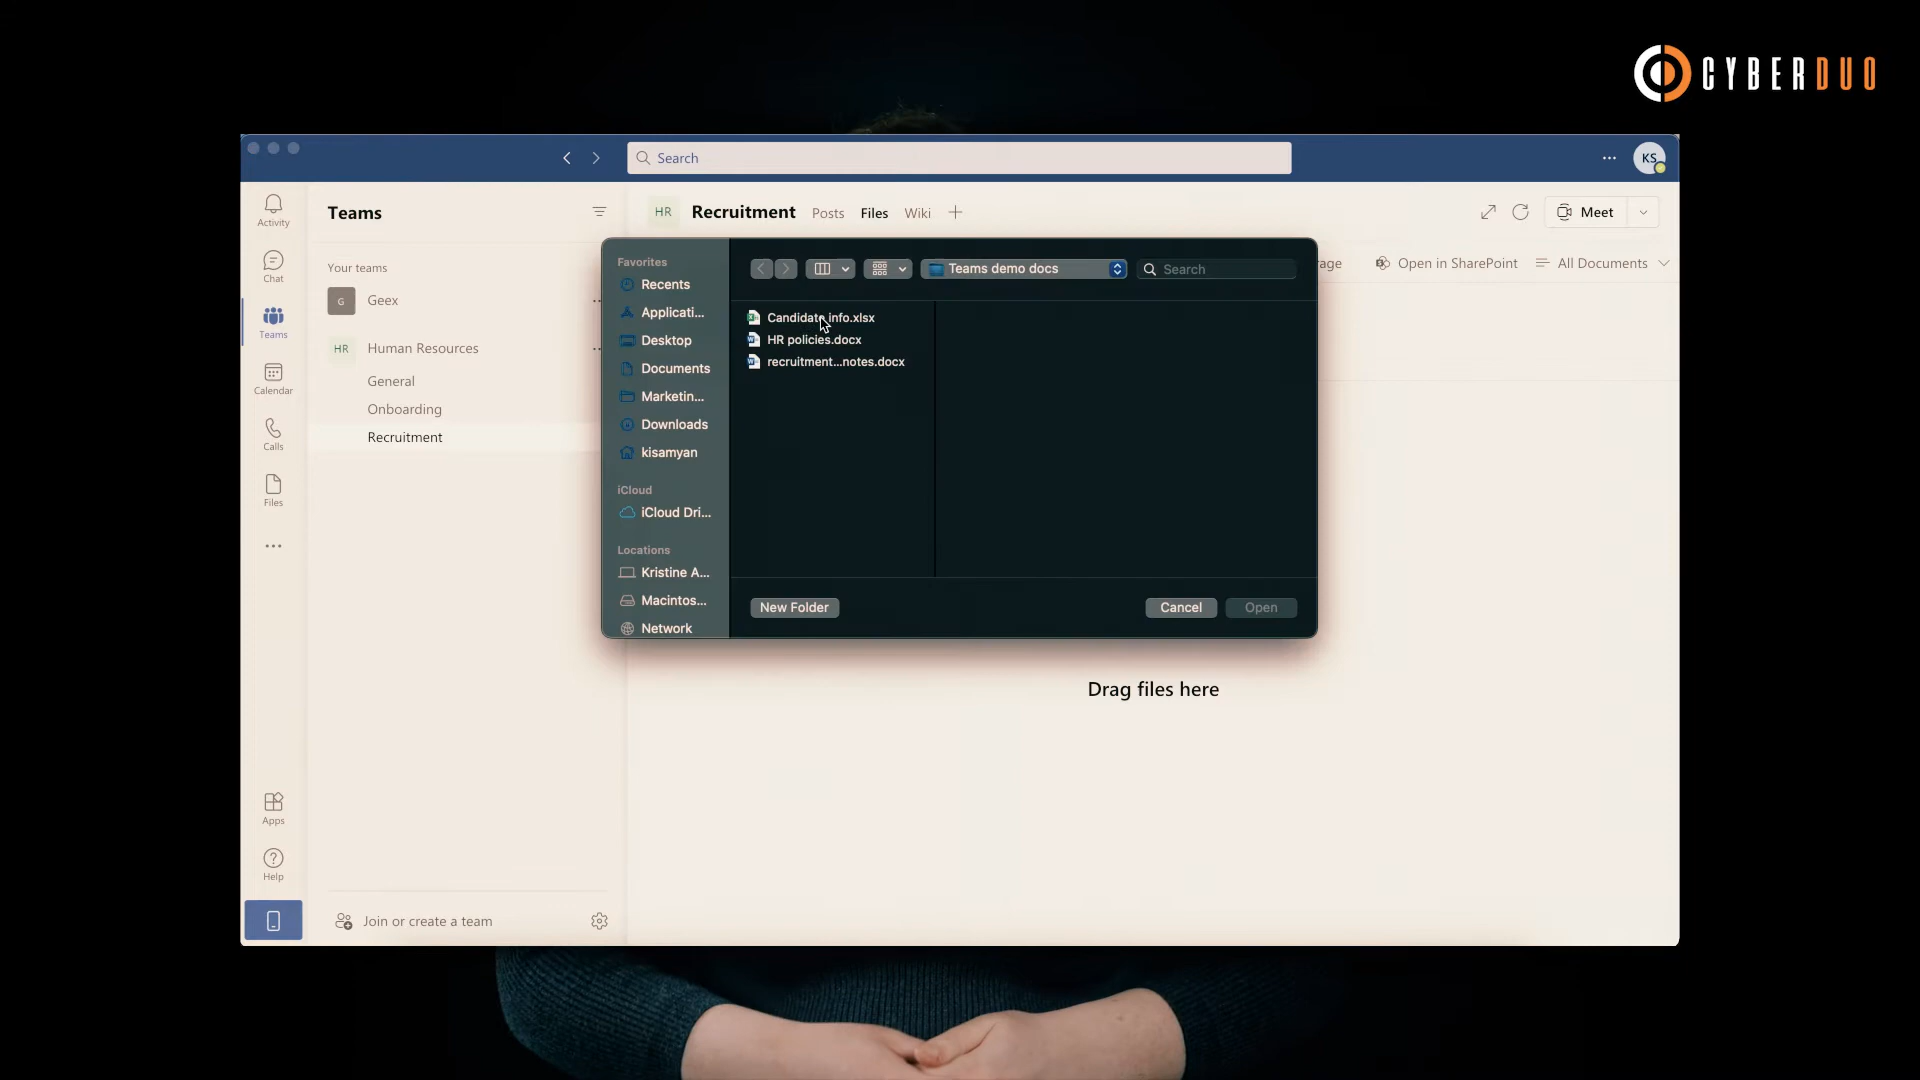 CYBERDUO
Search
KS
Activity
Chat
Teams
Calendar
Calls
Files
Apps
Help
Teams
Your teams
G Geex
HR Human Resources
General
Onboarding
Recruitment
Join or create a team
HR Recruitment Posts Files Wiki
Meet
Open in SharePoint
All Documents
Favorites
Recents
Applicati...
Desktop
Documents
Marketin...
Downloads
kisamyan
iCloud
iCloud Dri...
Locations
Kristine A...
Macintos...
Network
Teams demo docs
Search
Candidate info.xlsx
HR policies.docx
recruitment...notes.docx
New Folder
Cancel
Open
Drag files here